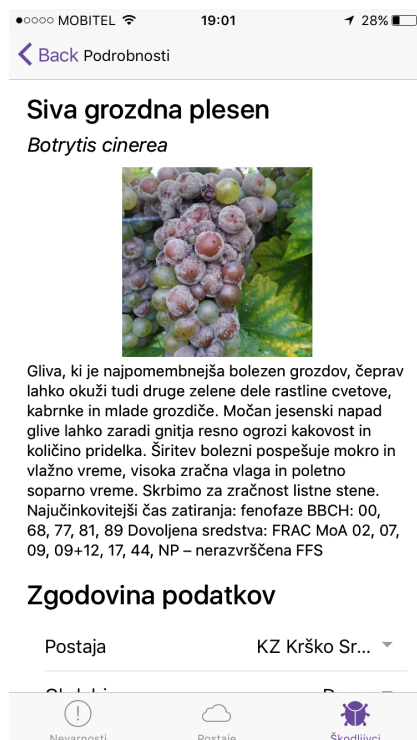 MOBITEL 19:01 28%
Back Podrobnosti
Siva grozdna plesen
Botrytis cinerea
Gliva, ki je najpomembnejša bolezen grozdov, čeprav
lahko okuži tudi druge zelene dele rastline cvetove,
kabrnke in mlade grozdiče. Močan jesenski napad
glive lahko zaradi gnitja resno ogrozi kakovost in
količino pridelka. Širitev bolezni pospešuje mokro in
vlažno vreme, visoka zračna vlaga in poletno
soparno vreme. Skrbimo za zračnost listne stene.
Najučinkovitejši čas zatiranja: fenofaze BBCH: 00,
68, 77, 81, 89 Dovoljena sredstva: FRAC MoA 02, 07,
09, 09+12, 17, 44, NP – nerazvrščena FFS
Zgodovina podatkov
Postaja KZ Krško Sr...
Nevarnosti Postaje Škodljivci